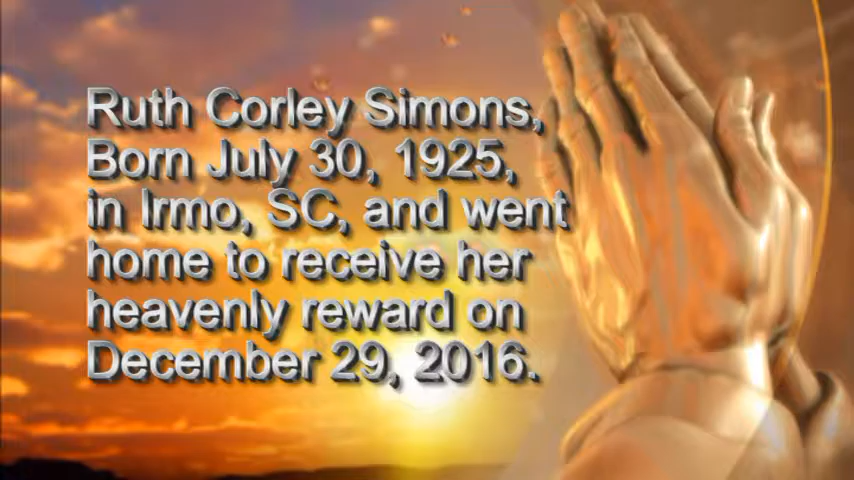 Ruth Corley Simons,
Born July 30, 1925,
in Irmo, SC, and went
home to receive her
heavenly reward on
December 29, 2016.